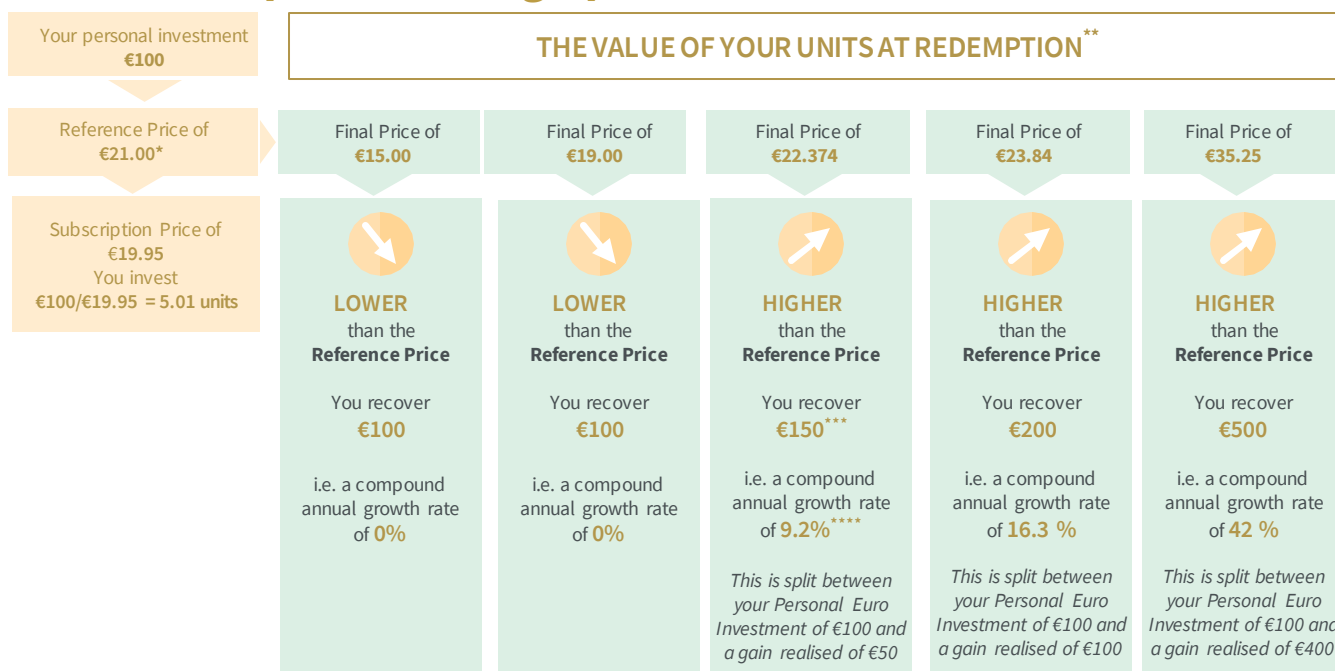 Your personal investment
€100
THE VALUE OF YOUR UNITS AT REDEMPTION**
Reference Price of
€21.00*
Subscription Price of
€19.95
You invest
€100/€19.95 = 5.01 units
Final Price of
€15.00
LOWER
than the
Reference Price
You recover
€100
i.e. a compound
annual growth rate
of 0%
Final Price of
€19.00
LOWER
than the
Reference Price
You recover
€100
i.e. a compound
annual growth rate
of 0%
Final Price of
€22.374
HIGHER
than the
Reference Price
You recover
€150***
i.e. a compound
annual growth rate
of 9.2%****
This is split between
your Personal Euro
Investment of €100 and
a gain realised of €50
Final Price of
€23.84
HIGHER
than the
Reference Price
You recover
€200
i.e. a compound
annual growth rate
of 16.3 %
This is split between
your Personal Euro
Investment of €100 and
a gain realised of €100
Final Price of
€35.25
HIGHER
than the
Reference Price
You recover
€500
i.e. a compound
annual growth rate
of 42 %
This is split between
your Personal Euro
Investment of €100 and
a gain realised of €400